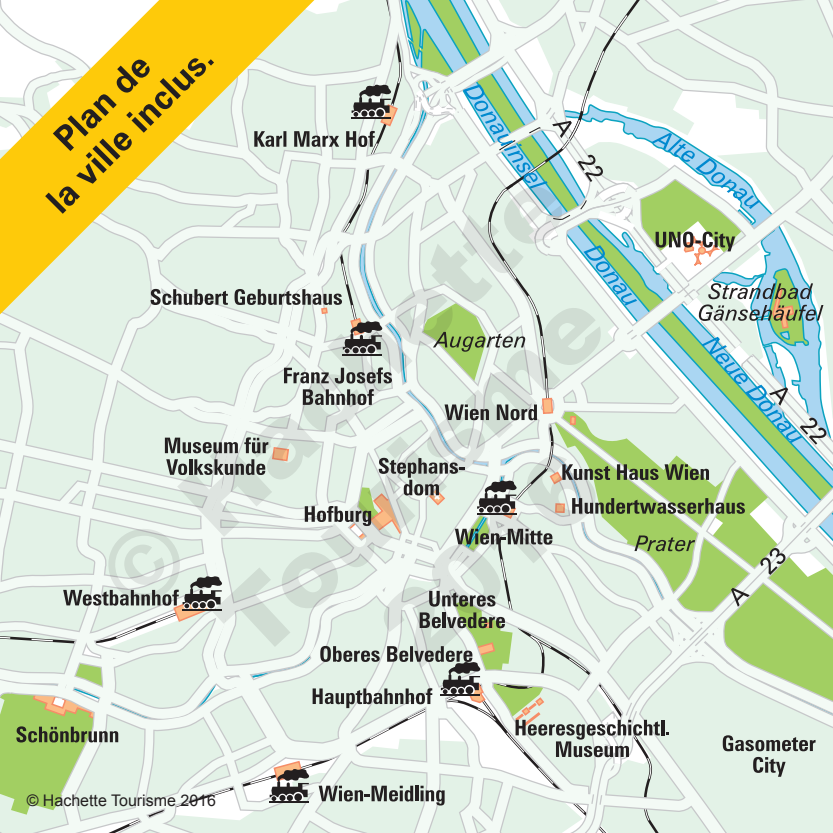 Plan de
la ville inclus.
Karl Marx Hof
Donauinsel
A 22
Alte Donau
UNO-City
Donau
Strandbad
Gänsehäufel
Schubert Geburtshaus
Augarten
Neue Donau
Franz Josefs
Bahnhof
A 22
Wien Nord
Museum für
Volkskunde
Stephans-
dom
Kunst Haus Wien
Hofburg
Hundertwasserhaus
Wien-Mitte
Prater
A 23
Westbahnhof
Unteres
Belvedere
Oberes Belvedere
Hauptbahnhof
Schönbrunn
Heeresgeschichtl.
Museum
Gasometer
City
Wien-Meidling
© Hachette Tourisme 2016
© Hachette
Tourisme
2016